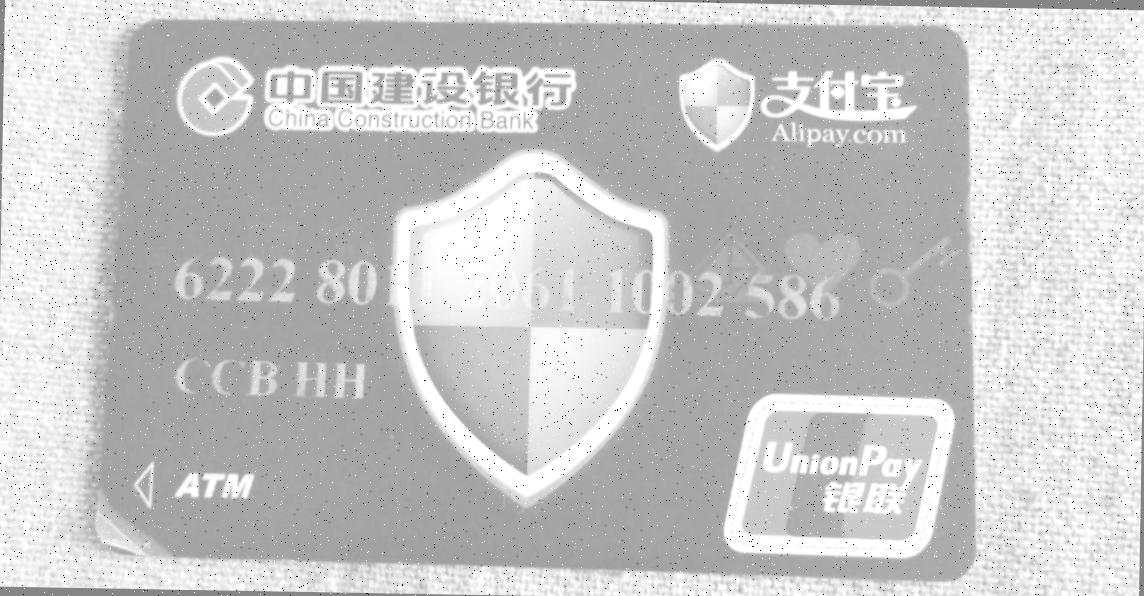 中国建设银行
China Construction Bank
支付宝
Alipay.com
6222 1002 586
CCB HH
ATM
UnionPay
银联